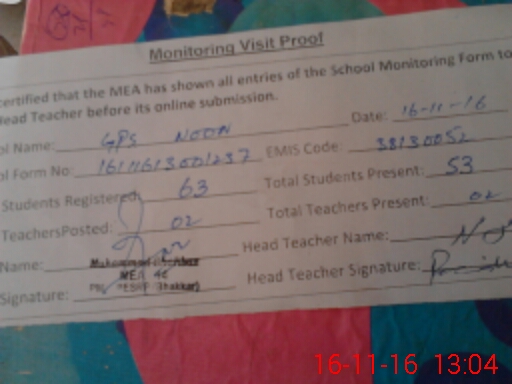 Monitoring Visit Proof
certified that the MEA has shown all entries of the School Monitoring Form to
Head Teacher before its online submission.
ol Name: GPS NOON Date: 16-11-16
ol Form No: EMIS Code: 38130052
Students Registered: 63 Total Students Present: 53
TeachersPosted: 02 Total Teachers Present: 02
Name: Muhammad Head Teacher Name:
MEA
Signature: Head Teacher Signature:
16-11-16 13:04